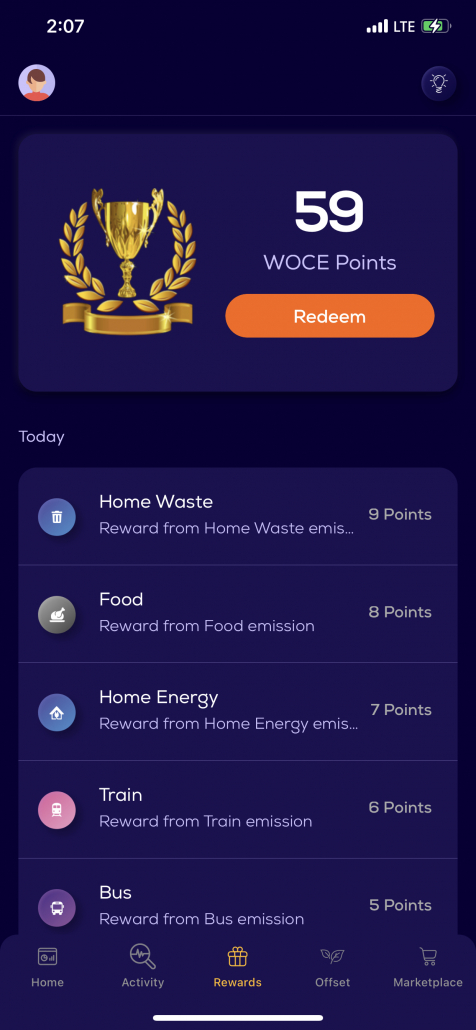 2:07
LTE
59
WOCE Points
Redeem
Today
Home Waste
Reward from Home Waste emis...
9 Points
Food
Reward from Food emission
8 Points
Home Energy
Reward from Home Energy emis...
7 Points
Train
Reward from Train emission
6 Points
Bus
Reward from Bus emission
5 Points
Home
Activity
Rewards
Offset
Marketplace